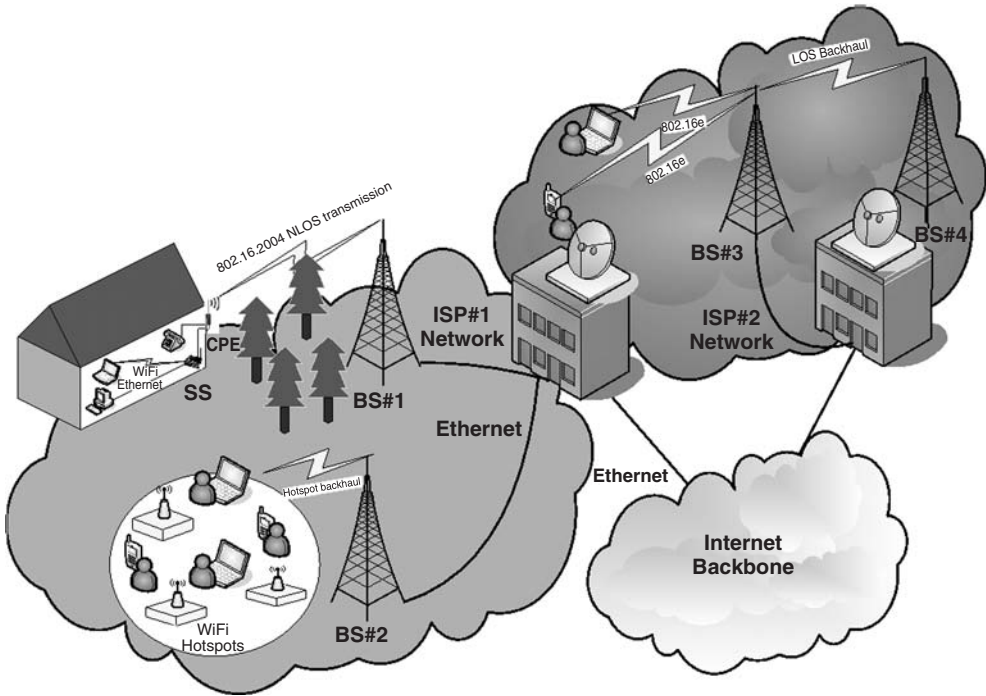 LOS Backhaul
802.16e
802.16e
802.16.2004 NLOS transmission
BS#3
BS#4
ISP#1
Network
ISP#2
Network
CPE
WiFi
Ethernet
SS
BS#1
Ethernet
Ethernet
Hotspot backhaul
Internet
Backbone
WiFi
Hotspots
BS#2